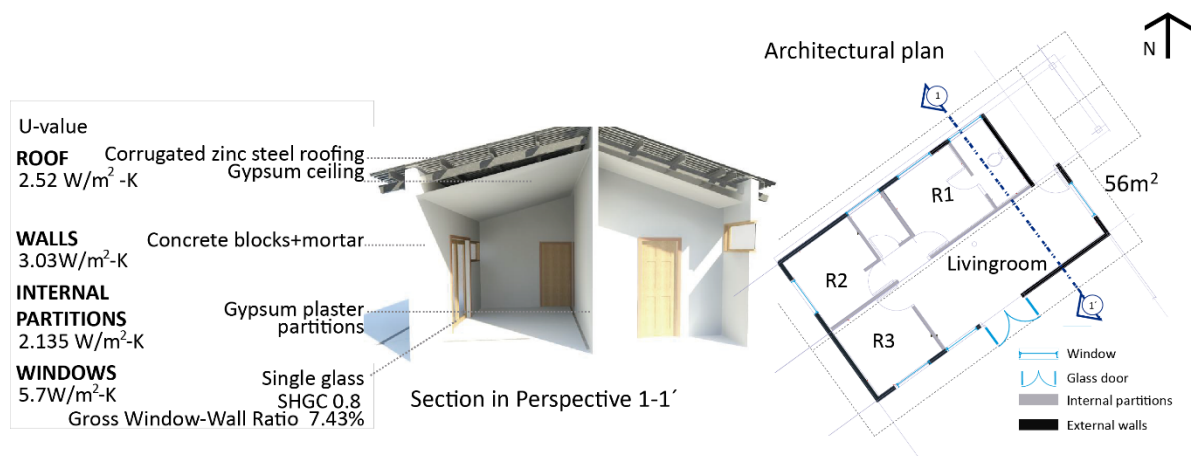 U-value
ROOF
2.52 W/m² -K
WALLS
3.03W/m²-K
INTERNAL
PARTITIONS
2.135 W/m²-K
WINDOWS
5.7W/m²-K
Corrugated zinc steel roofing
Gypsum ceiling
Concrete blocks+mortar
Gypsum plaster
partitions
Single glass
SHGC 0.8
Gross Window-Wall Ratio 7.43%
Section in Perspective 1-1´
Architectural plan
N
1
56m²
R1
R2
Livingroom
R3
1´
Window
Glass door
Internal partitions
External walls